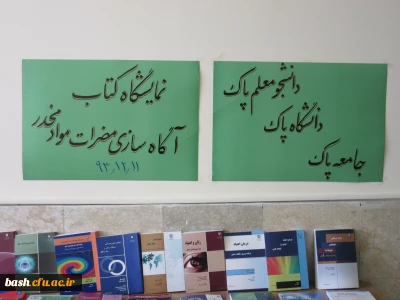 دانشجو معلم پاک
دانشگاه پاک
جامعه پاک
نمایشگاه کتاب
آگاه سازی مضرات مواد مخدر
۹۳،۱۲،۱۱
bash.cfu.ac.ir